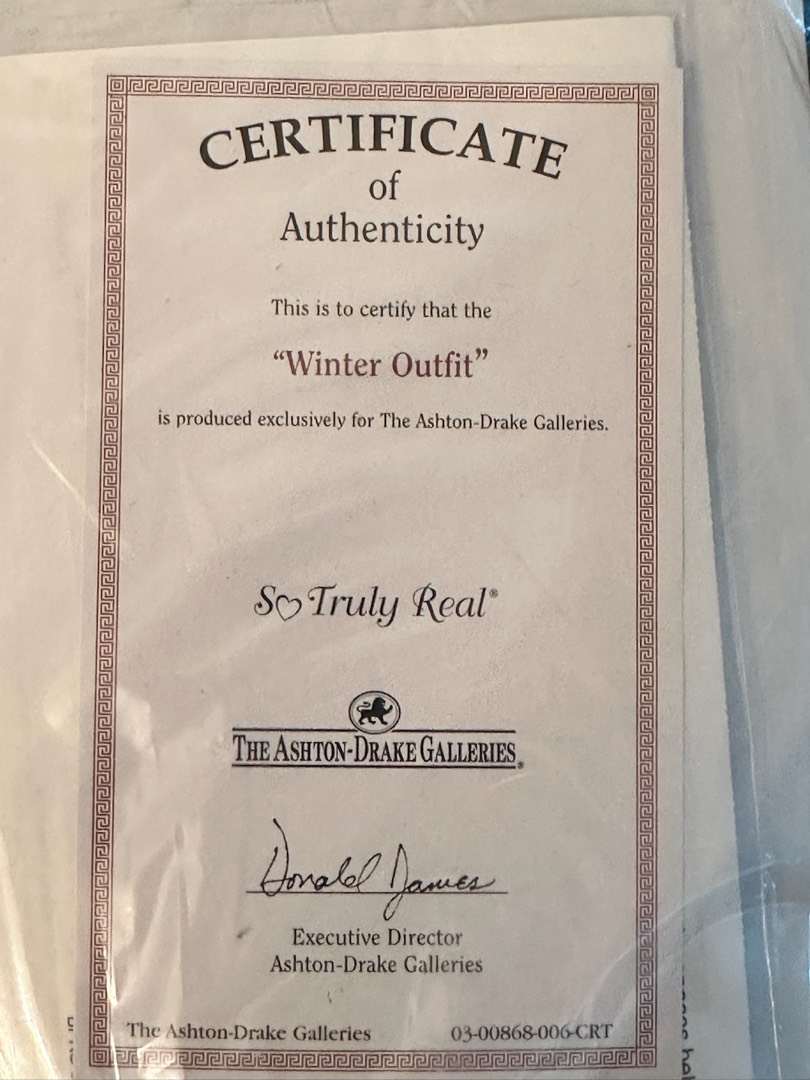 CERTIFICATE
of
Authenticity
This is to certify that the
“Winter Outfit”
is produced exclusively for The Ashton-Drake Galleries.
So Truly Real®
THE ASHTON-DRAKE GALLERIES®
Donald James
Executive Director
Ashton-Drake Galleries
The Ashton-Drake Galleries 03-00868-006-CRT